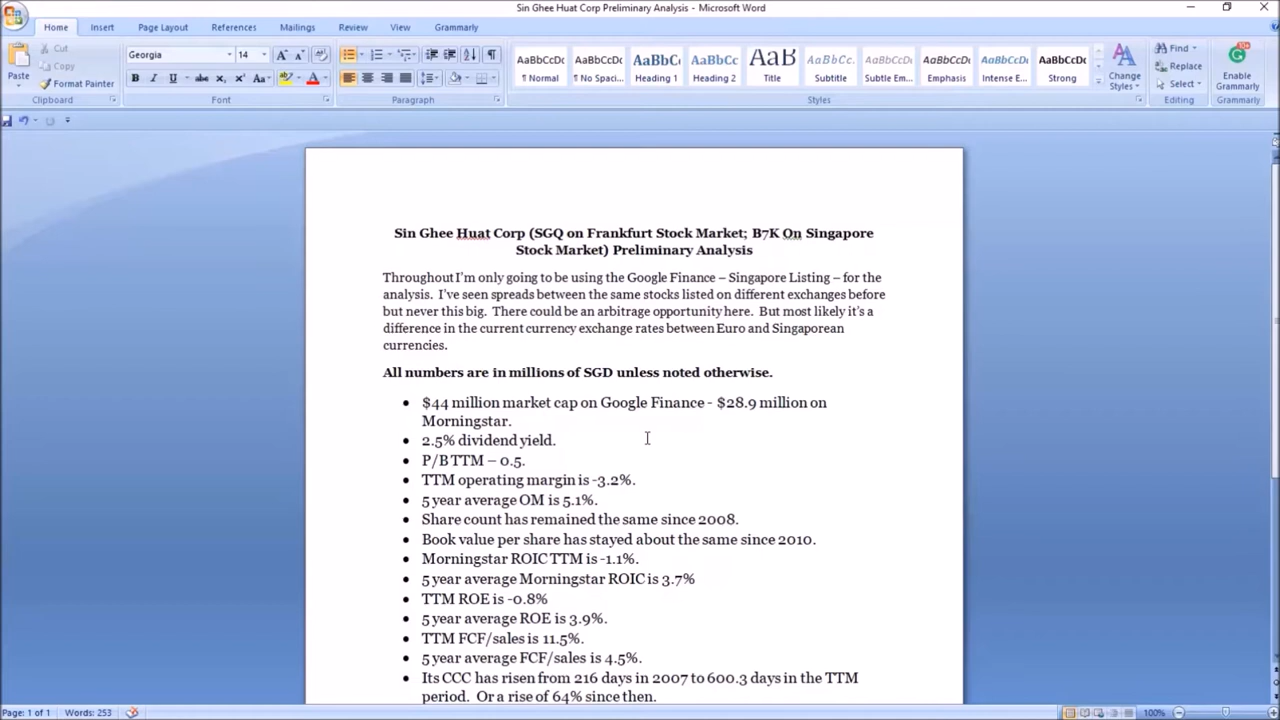 Sin Ghee Huat Corp Preliminary Analysis - Microsoft Word
Home Insert Page Layout References Mailings Review View Grammarly
Paste
Cut
Copy
Format Painter
Clipboard
Georgia 14
B I U abc x₂ x² Aa
Font
Paragraph
AaBbCcDc AaBbCcDc AaBbC AaBbCc AaB AaBbCc. AaBbCcDc AaBbCcDt AaBbCcDt AaBbCcDc
¶ Normal ¶ No Spaci... Heading 1 Heading 2 Title Subtitle Subtle Em... Emphasis Intense E... Strong
Change Styles
Styles
Find
Replace
Select
Editing
Enable Grammarly
Grammarly
Sin Ghee Huat Corp (SGQ on Frankfurt Stock Market; B7K On Singapore
Stock Market) Preliminary Analysis
Throughout I'm only going to be using the Google Finance – Singapore Listing – for the
analysis. I've seen spreads between the same stocks listed on different exchanges before
but never this big. There could be an arbitrage opportunity here. But most likely it's a
difference in the current currency exchange rates between Euro and Singaporean
currencies.
All numbers are in millions of SGD unless noted otherwise.
• $44 million market cap on Google Finance - $28.9 million on
Morningstar.
• 2.5% dividend yield.
• P/B TTM – 0.5.
• TTM operating margin is -3.2%.
• 5 year average OM is 5.1%.
• Share count has remained the same since 2008.
• Book value per share has stayed about the same since 2010.
• Morningstar ROIC TTM is -1.1%.
• 5 year average Morningstar ROIC is 3.7%
• TTM ROE is -0.8%
• 5 year average ROE is 3.9%.
• TTM FCF/sales is 11.5%.
• 5 year average FCF/sales is 4.5%.
• Its CCC has risen from 216 days in 2007 to 600.3 days in the TTM
period. Or a rise of 64% since then.
Page: 1 of 1 Words: 253 100%